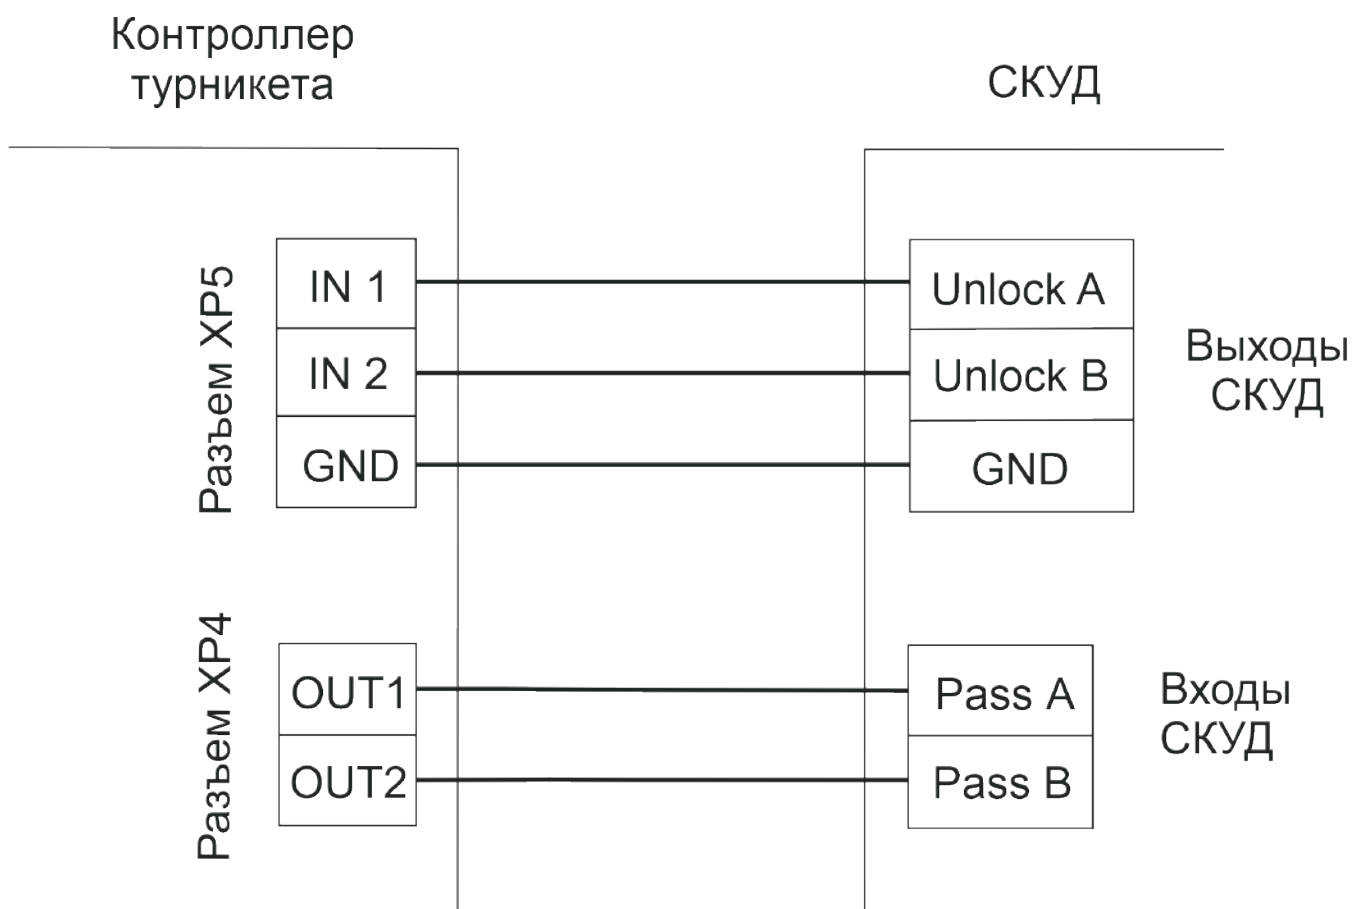 Контроллер
турникета
СКУД
Разъем XP5
IN 1
IN 2
GND
Unlock A
Unlock B
GND
Выходы
СКУД
Разъем XP4
OUT1
OUT2
Pass A
Pass B
Входы
СКУД